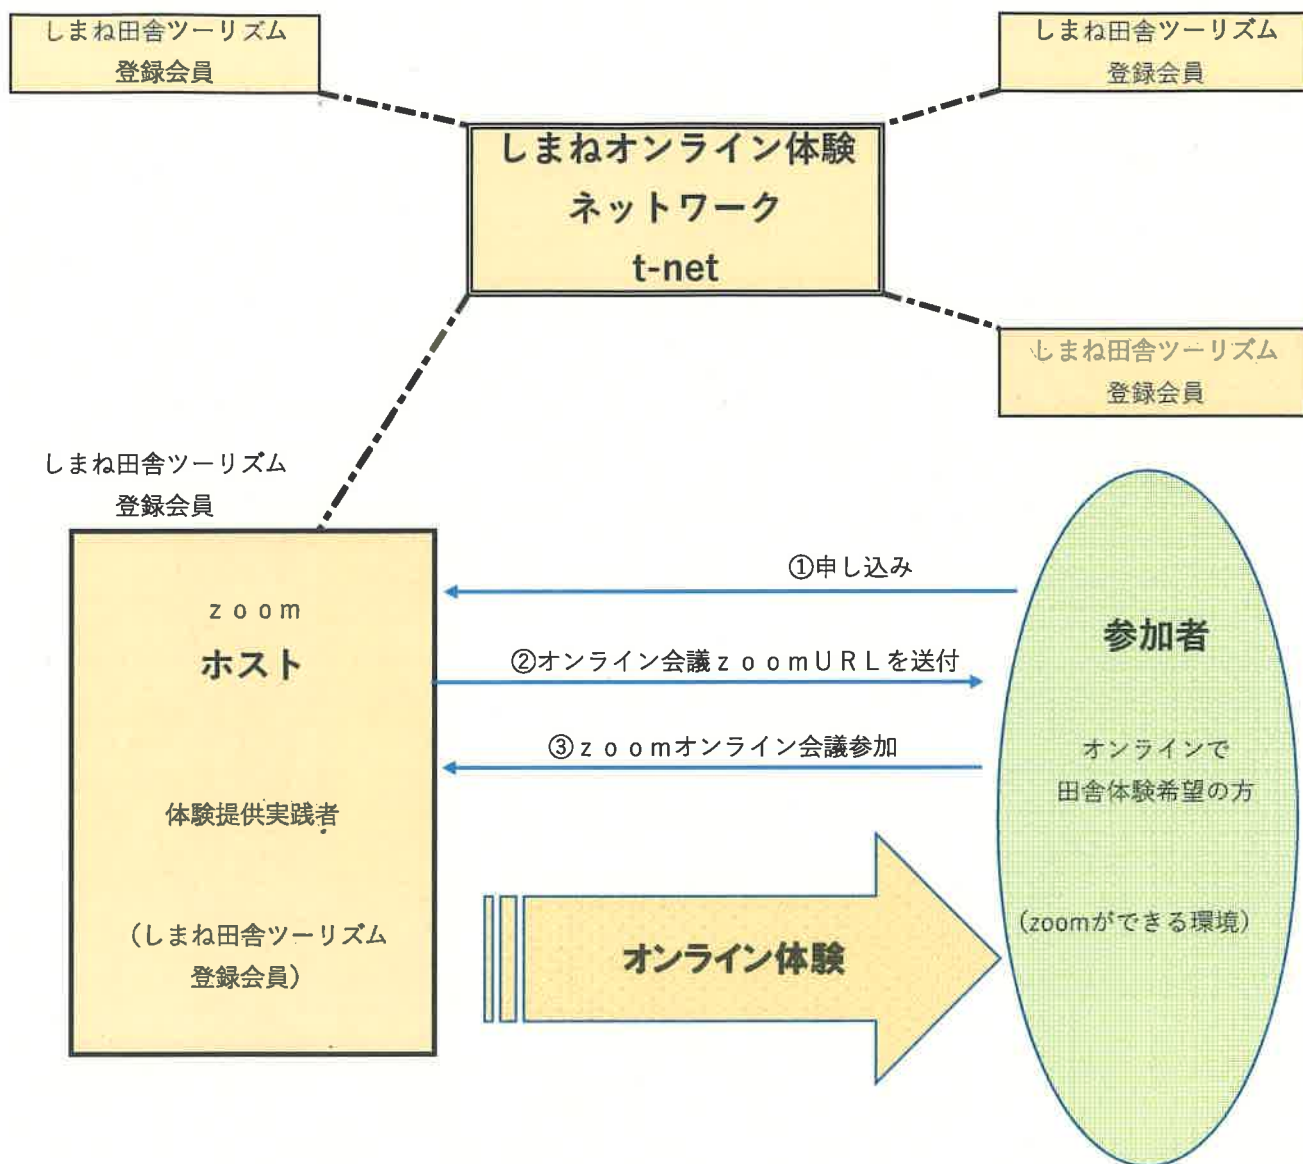 しまね田舎ツーリズム
登録会員
しまね田舎ツーリズム
登録会員
しまねオンライン体験
ネットワーク
t-net
しまね田舎ツーリズム
登録会員
しまね田舎ツーリズム
登録会員
ｚｏｏｍ
ホスト
体験提供実践者
（しまね田舎ツーリズム
登録会員）
①申し込み
②オンライン会議ｚｏｏｍＵＲＬを送付
③ｚｏｏｍオンライン会議参加
オンライン体験
参加者
オンラインで
田舎体験希望の方
（zoomができる環境）